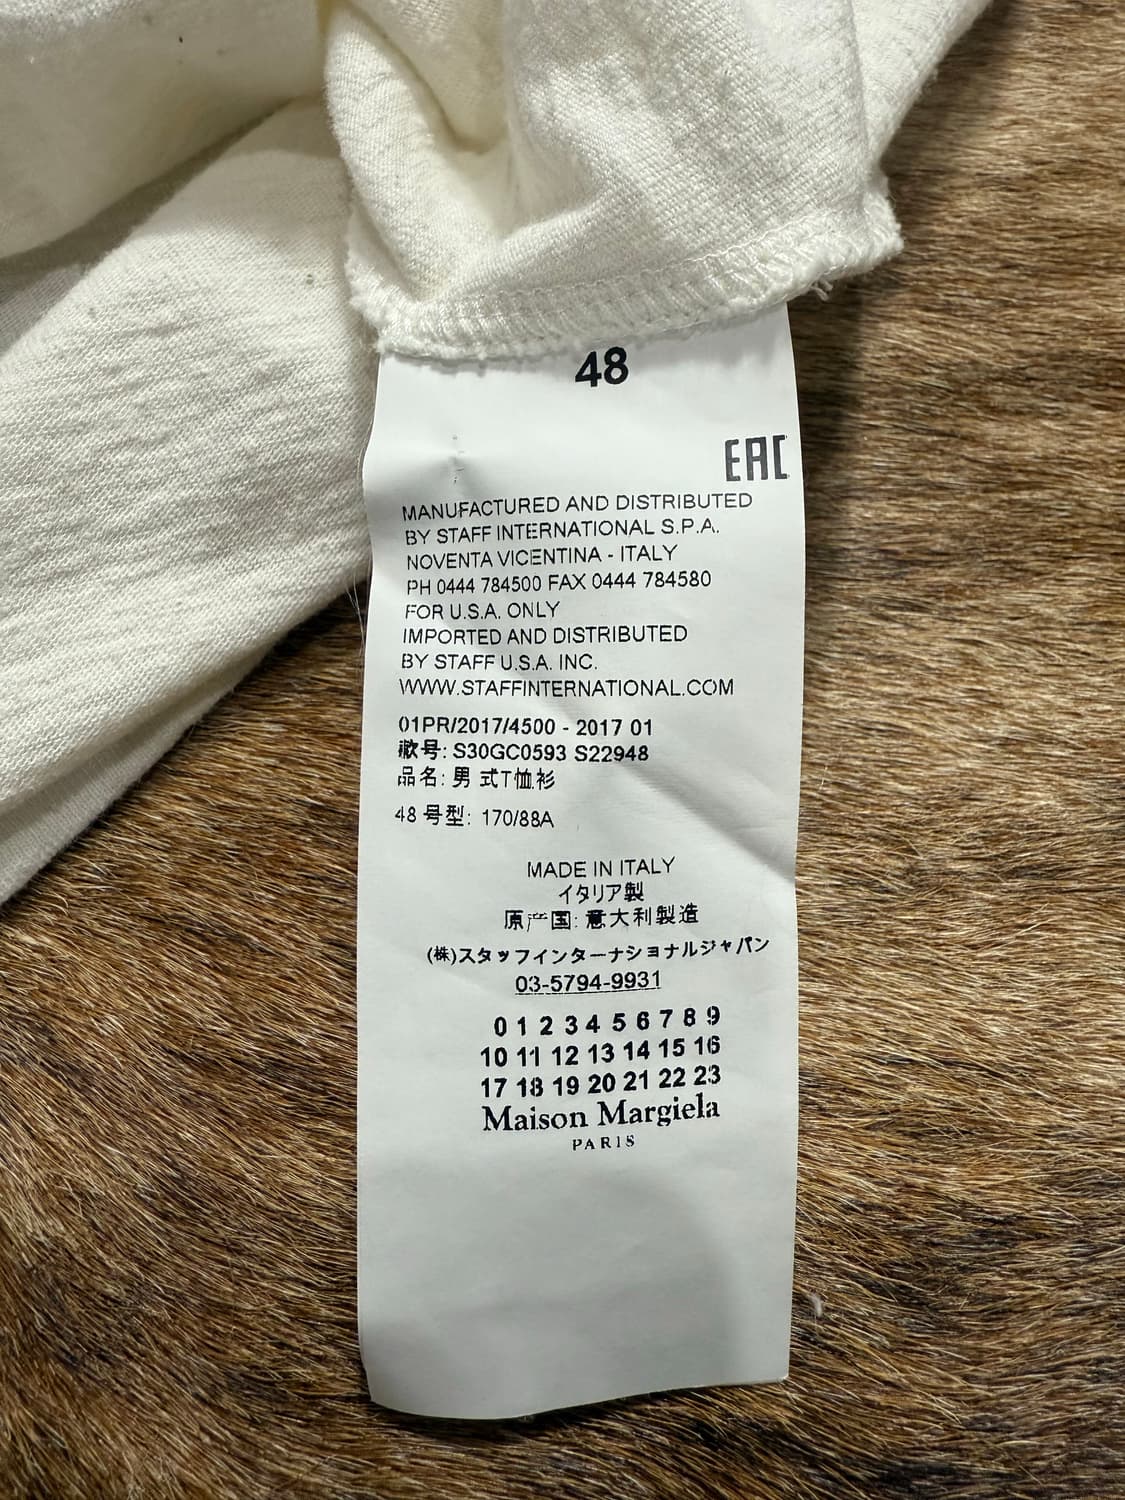 48
EAC
MANUFACTURED AND DISTRIBUTED
BY STAFF INTERNATIONAL S.P.A.
NOVENTA VICENTINA - ITALY
PH 0444 784500 FAX 0444 784580
FOR U.S.A. ONLY
IMPORTED AND DISTRIBUTED
BY STAFF U.S.A. INC.
WWW.STAFFINTERNATIONAL.COM
01PR/2017/4500 - 2017 01
款号: S30GC0593 S22948
品名: 男 式T恤衫
48 号型: 170/88A
MADE IN ITALY
イタリア製
原产国: 意大利製造
(株)スタッフインターナショナルジャパン
03-5794-9931
0 1 2 3 4 5 6 7 8 9
10 11 12 13 14 15 16
17 18 19 20 21 22 23
Maison Margiela
PARIS